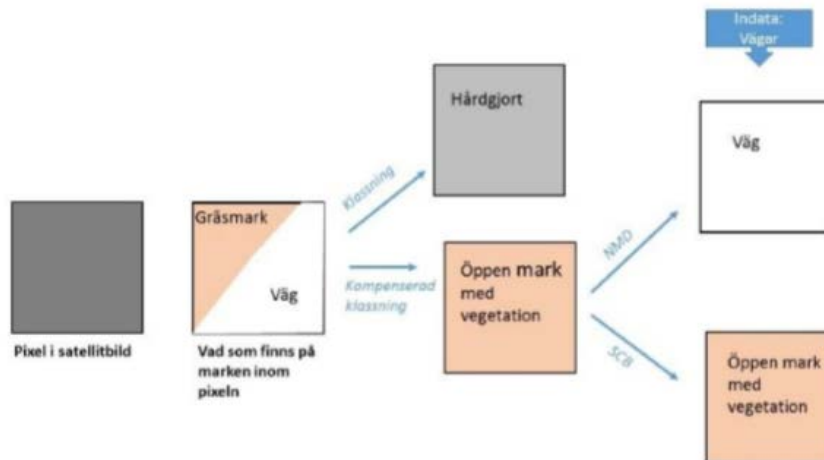 Indata:
Vägar
Hårdgjort
Väg
Klassning
Gräsmark
Väg
Kompenserad
klassning
Öppen mark
med
vegetation
NMD
SCB
Öppen mark
med
vegetation
Pixel i satellitbild
Vad som finns på
marken inom
pixeln